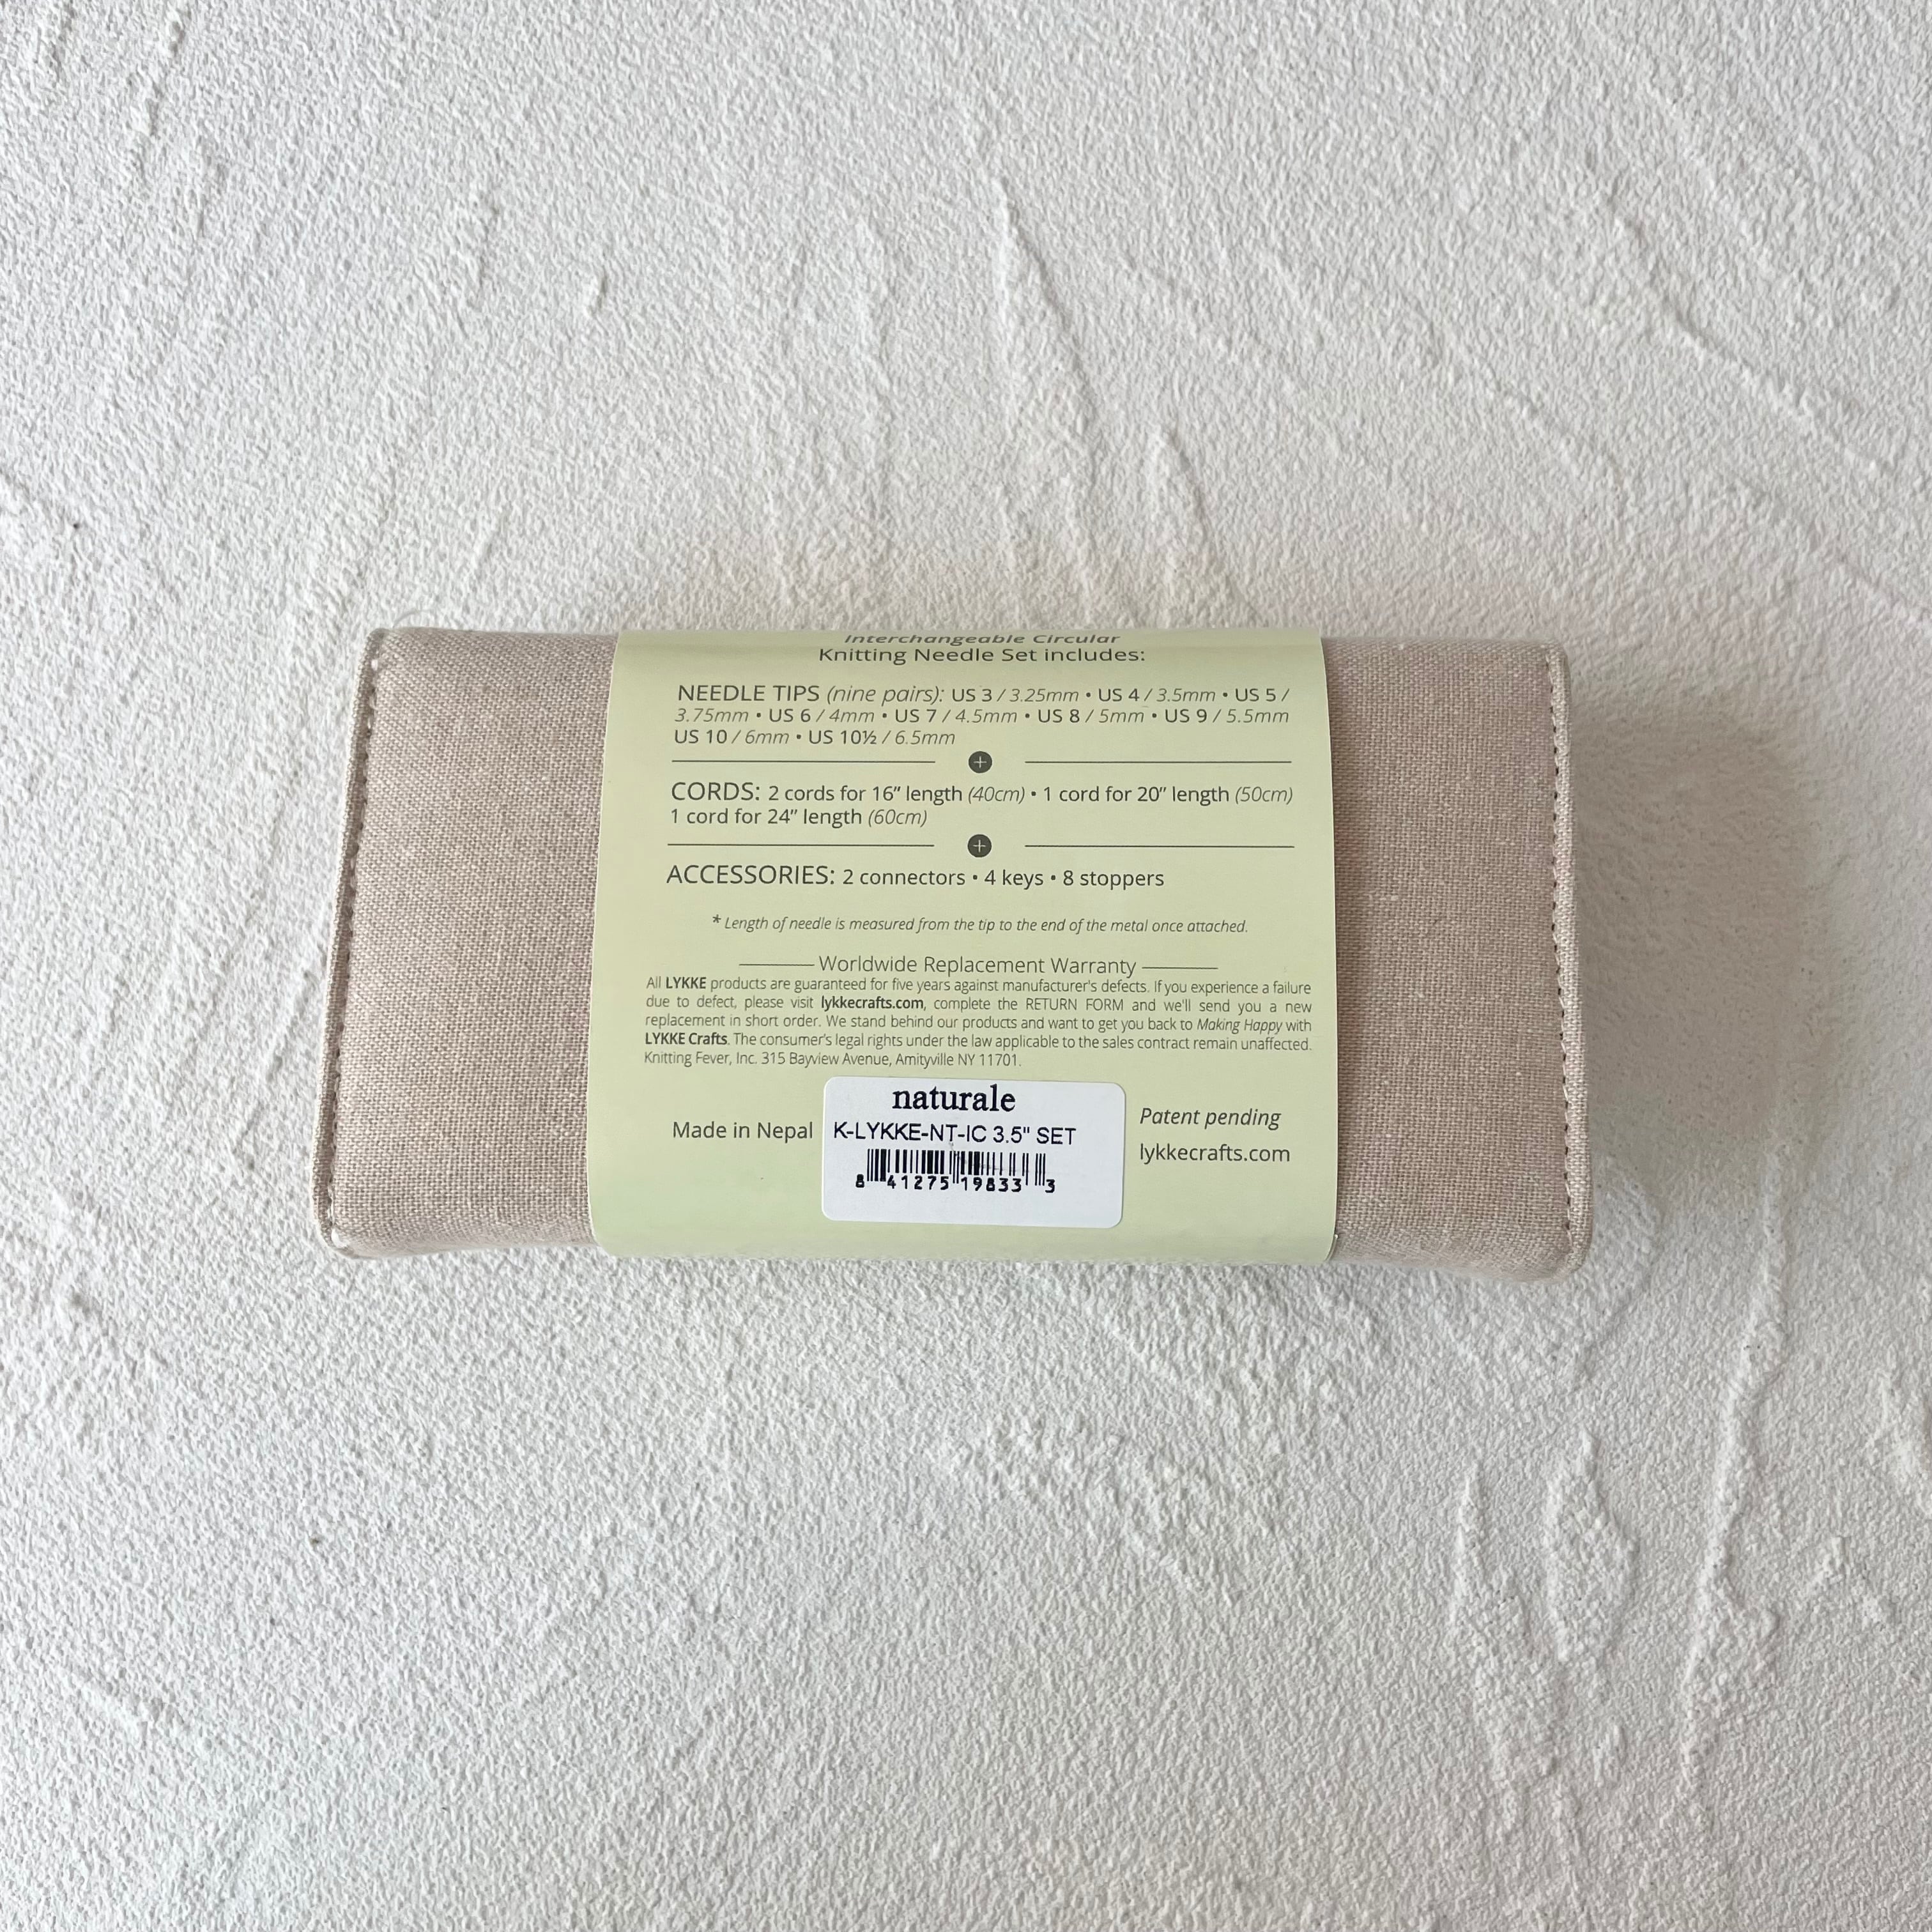 Interchangeable Circular
Knitting Needle Set includes:
NEEDLE TIPS (nine pairs): US 3 / 3.25mm • US 4 / 3.5mm • US 5 /
3.75mm • US 6 / 4mm • US 7 / 4.5mm • US 8 / 5mm • US 9 / 5.5mm
US 10 / 6mm • US 10½ / 6.5mm
+
CORDS: 2 cords for 16” length (40cm) • 1 cord for 20” length (50cm)
1 cord for 24” length (60cm)
+
ACCESSORIES: 2 connectors • 4 keys • 8 stoppers
* Length of needle is measured from the tip to the end of the metal once attached.
Worldwide Replacement Warranty
All LYKKE products are guaranteed for five years against manufacturer's defects. If you experience a failure
due to defect, please visit lykkecrafts.com, complete the RETURN FORM and we'll send you a new
replacement in short order. We stand behind our products and want to get you back to Making Happy with
LYKKE Crafts. The consumer's legal rights under the law applicable to the sales contract remain unaffected.
Knitting Fever, Inc. 315 Bayview Avenue, Amityville NY 11701.
Made in Nepal
naturale
K-LYKKE-NT-IC 3.5" SET
8 41275 19833 3
Patent pending
lykkecrafts.com